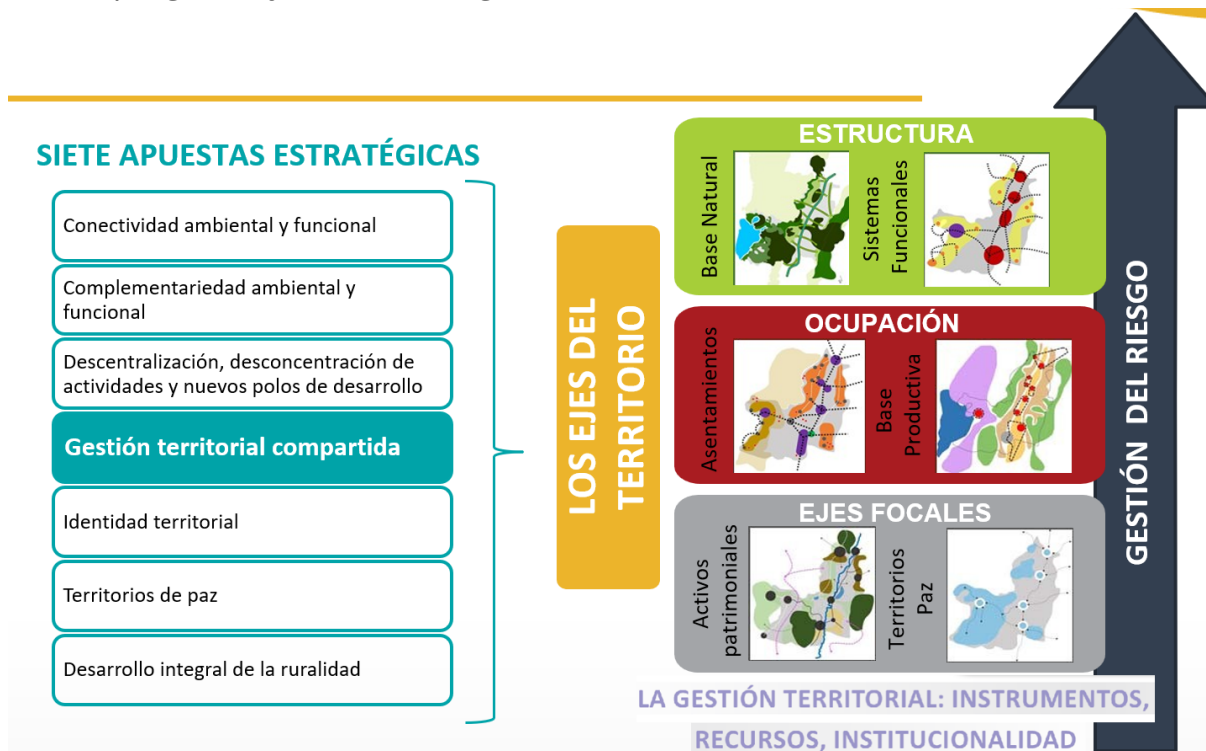 SIETE APUESTAS ESTRATÉGICAS
Conectividad ambiental y funcional
Complementariedad ambiental y
funcional
Descentralización, desconcentración de
actividades y nuevos polos de desarrollo
Gestión territorial compartida
Identidad territorial
Territorios de paz
Desarrollo integral de la ruralidad
LOS EJES DEL
TERRITORIO
ESTRUCTURA
Base Natural
Sistemas
Funcionales
OCUPACIÓN
Asentamientos
Base
Productiva
EJES FOCALES
Activos
patrimoniales
Territorios
Paz
GESTIÓN DEL RIESGO
LA GESTIÓN TERRITORIAL: INSTRUMENTOS,
RECURSOS, INSTITUCIONALIDAD